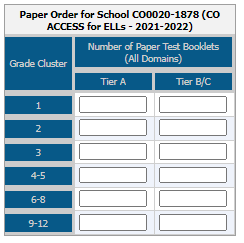 Paper Order for School CO0020-1878 (CO
ACCESS for ELLs - 2021-2022)
Grade Cluster
Number of Paper Test Booklets
(All Domains)
Tier A
Tier B/C
1
2
3
4-5
6-8
9-12